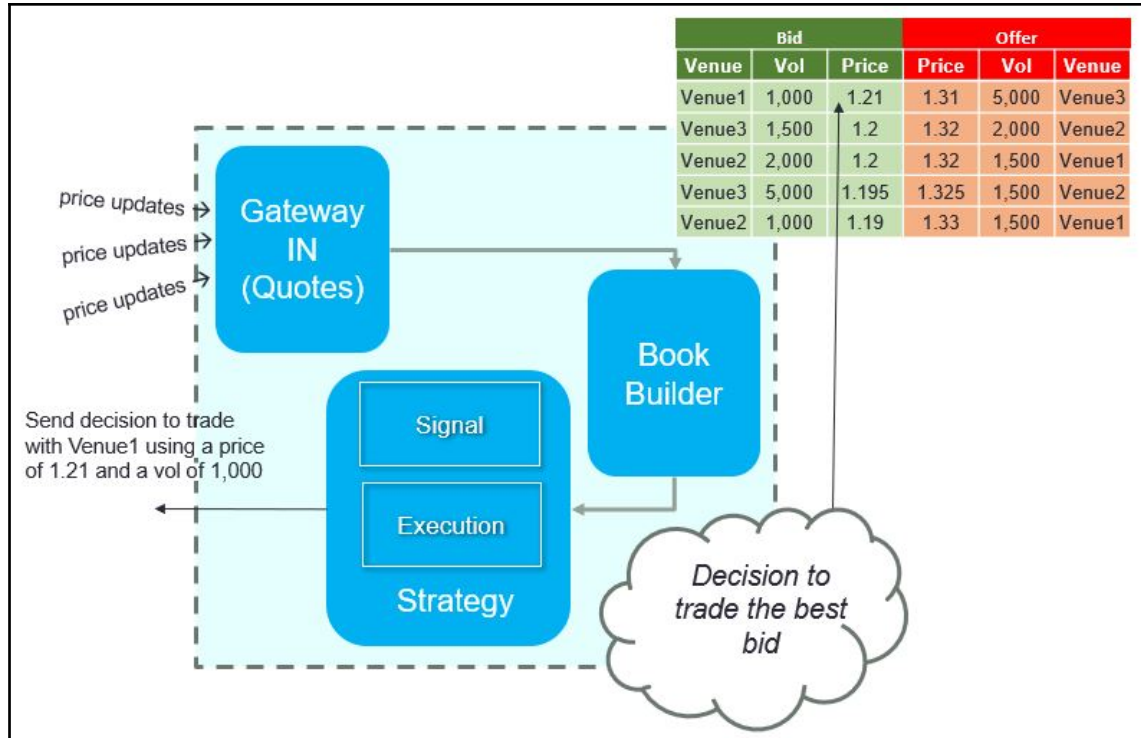 Bid Offer
Venue Vol Price Price Vol Venue
Venue1 1,000 1.21 1.31 5,000 Venue3
Venue3 1,500 1.2 1.32 2,000 Venue2
Venue2 2,000 1.2 1.32 1,500 Venue1
Venue3 5,000 1.195 1.325 1,500 Venue2
Venue2 1,000 1.19 1.33 1,500 Venue1
price updates
price updates
price updates
Gateway
IN
(Quotes)
Book
Builder
Signal
Execution
Strategy
Send decision to trade
with Venue1 using a price
of 1.21 and a vol of 1,000
Decision to
trade the best
bid